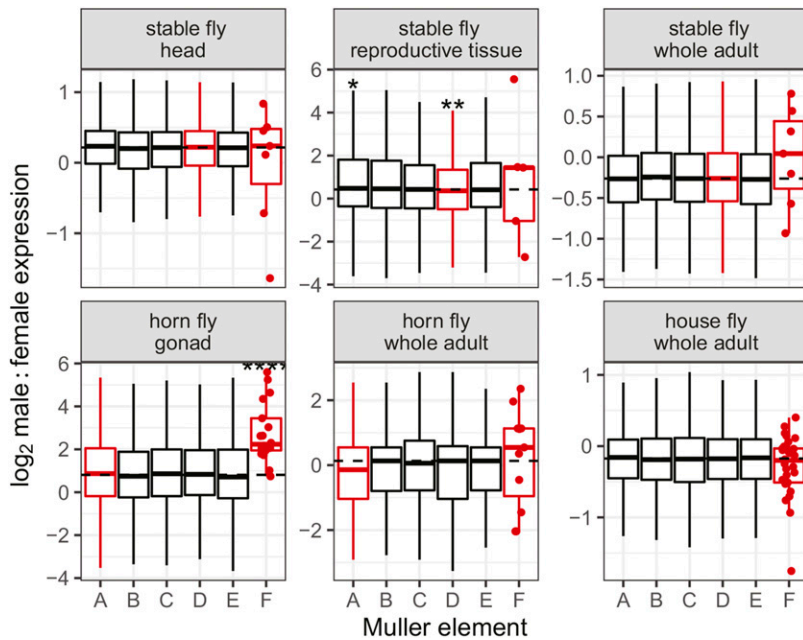 stable fly
head
stable fly
reproductive tissue
stable fly
whole adult
1
0
−1
6
4
2
0
−2
−4
*
**
1.0
0.5
0.0
−0.5
−1.0
−1.5
horn fly
gonad
horn fly
whole adult
house fly
whole adult
6
4
2
0
−2
−4
****
2
0
−2
1
0
−1
A B C D E F
A B C D E F
A B C D E F
log2 male : female expression
Muller element